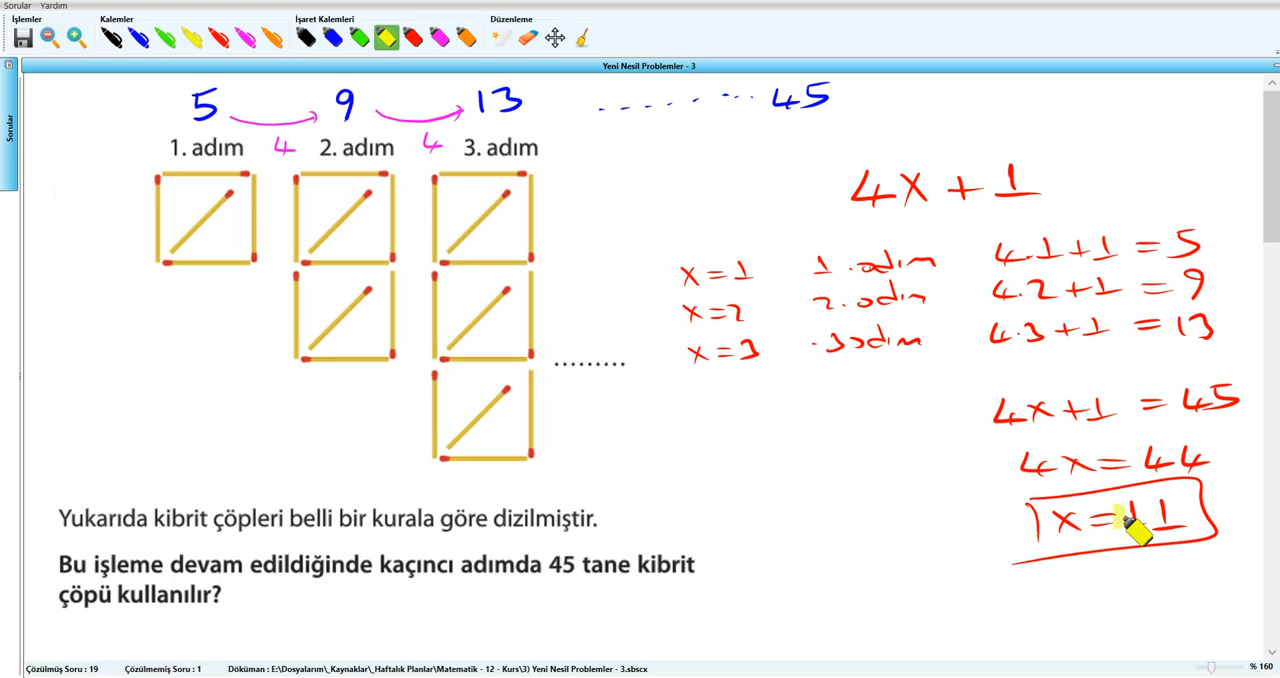 Sorular Yardım
İşlemler Kalemler İşaret Kalemleri Düzenleme
Yeni Nesil Problemler - 3
Sorular
5 9 13 ......... 45
1. adım 4 2. adım 4 3. adım
4x + 1
x = 1 1. adım 4.1 + 1 = 5
x = 2 2. adım 4.2 + 1 = 9
x = 3 .3 adım 4.3 + 1 = 13
.........
4x + 1 = 45
4x = 44
x = 11
Yukarıda kibrit çöpleri belli bir kurala göre dizilmiştir.
Bu işleme devam edildiğinde kaçıncı adımda 45 tane kibrit
çöpü kullanılır?
Çözülmüş Soru : 19 Çözülmemiş Soru : 1 Döküman : E:\Dosyalarım\_Kaynaklar\_Haftalık Planlar\Matematik - 12 - Kurs\3) Yeni Nesil Problemler - 3.sbscx % 160